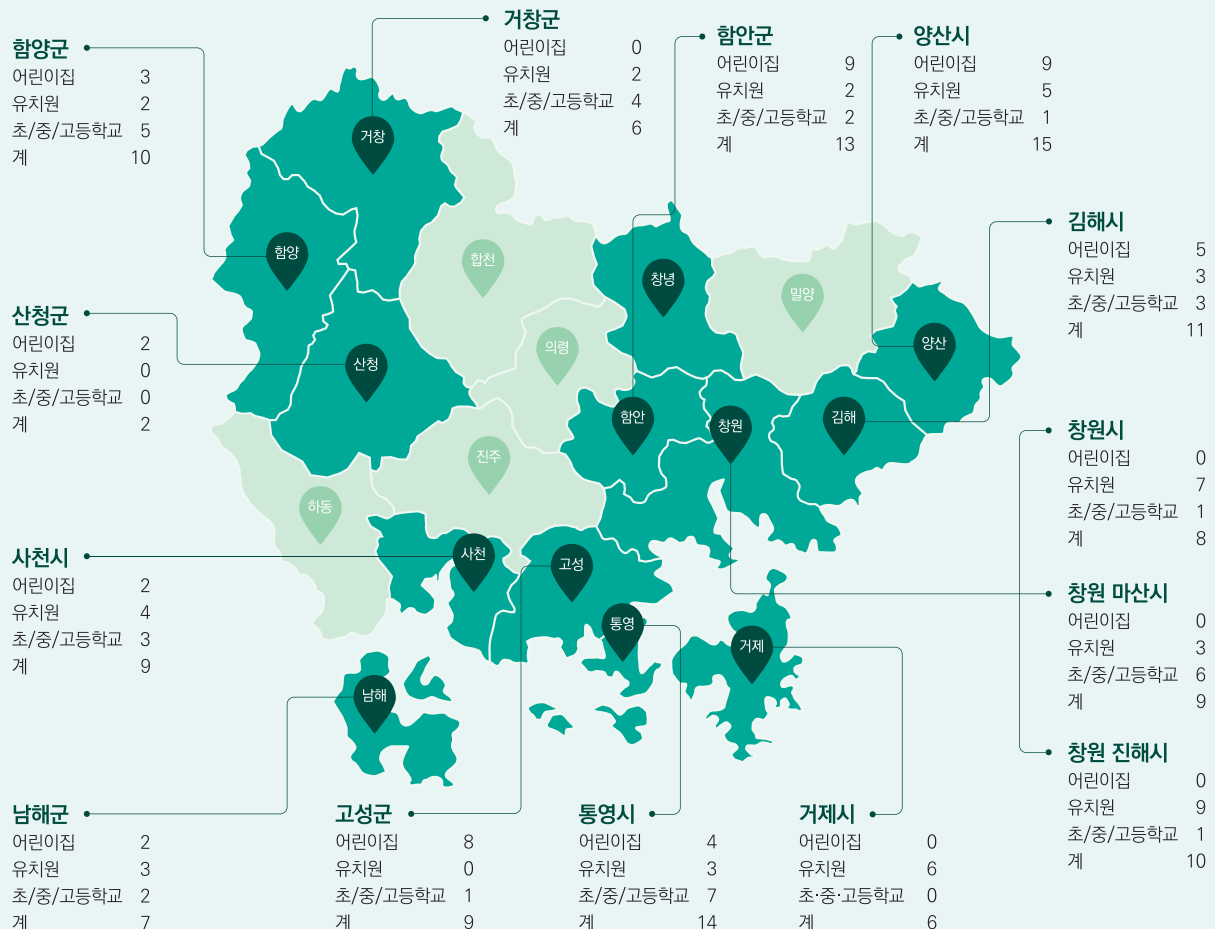 함양군
어린이집 3
유치원 2
초/중/고등학교 5
계 10
거창군
어린이집 0
유치원 2
초/중/고등학교 4
계 6
함안군
어린이집 9
유치원 2
초/중/고등학교 2
계 13
양산시
어린이집 9
유치원 5
초/중/고등학교 1
계 15
김해시
어린이집 5
유치원 3
초/중/고등학교 3
계 11
산청군
어린이집 2
유치원 0
초/중/고등학교 0
계 2
창원시
어린이집 0
유치원 7
초/중/고등학교 1
계 8
사천시
어린이집 2
유치원 4
초/중/고등학교 3
계 9
창원 마산시
어린이집 0
유치원 3
초/중/고등학교 6
계 9
창원 진해시
어린이집 0
유치원 9
초/중/고등학교 1
계 10
남해군
어린이집 2
유치원 3
초/중/고등학교 2
계 7
고성군
어린이집 8
유치원 0
초/중/고등학교 1
계 9
통영시
어린이집 4
유치원 3
초/중/고등학교 7
계 14
거제시
어린이집 0
유치원 6
초·중·고등학교 0
계 6
거창
함양
합천
창녕
밀양
의령
산청
양산
함안
창원
김해
진주
하동
사천
고성
통영
거제
남해